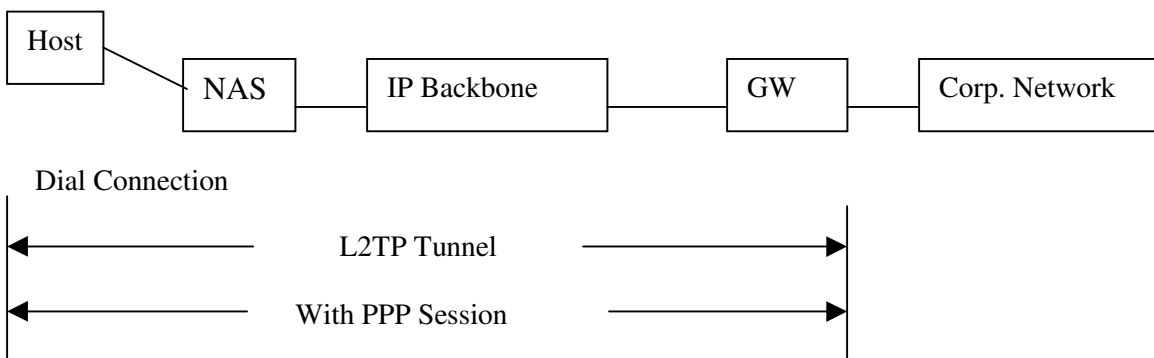 Host
NAS
IP Backbone
GW
Corp. Network
Dial Connection
L2TP Tunnel
With PPP Session